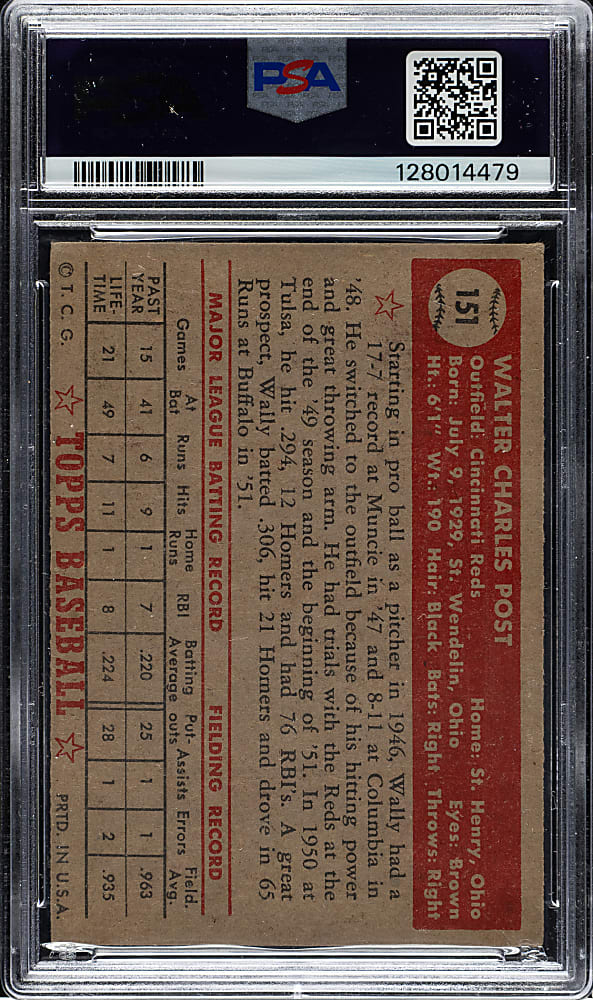 PSA
128014479
151
WALTER CHARLES POST
Outfield: Cincinnati Reds Home: St. Henry, Ohio
Born: July 9, 1929, St. Wendelin, Ohio Eyes: Brown
Ht.: 6'1" Wt.: 190 Hair: Black Bats: Right Throws: Right
Starting in pro ball as a pitcher in 1946, Wally had a
17-7 record at Muncie in '47 and 8-11 at Columbia in
'48. He switched to the outfield because of his hitting power
and great throwing arm. He had trials with the Reds at the
end of the '49 season and the beginning of '51. In 1950 at
Tulsa, he hit .294, 12 Homers and had 76 RBI's. A great
prospect, Wally batted .306, hit 21 Homers and drove in 65
Runs at Buffalo in '51.
MAJOR LEAGUE BATTING RECORD FIELDING RECORD
Games At Bat Runs Hits Home Runs RBI Batting Average Put-outs Assists Errors Field. Avg.
PAST YEAR 15 41 6 9 1 7 .220 25 1 1 .963
LIFE-TIME 21 49 7 11 1 8 .224 28 1 2 .935
© T. C. G. ☆ TOPPS BASEBALL ☆ PRTD. IN U.S.A.